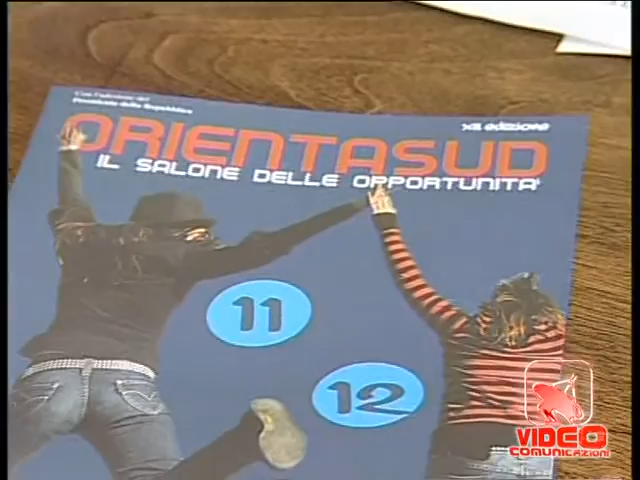 Con l'adesione del
Presidente della Repubblica
XII edizione
ORIENTASUD
IL SALONE DELLE OPPORTUNITA'
11
12
VIDEO
COMUNICAZIONI